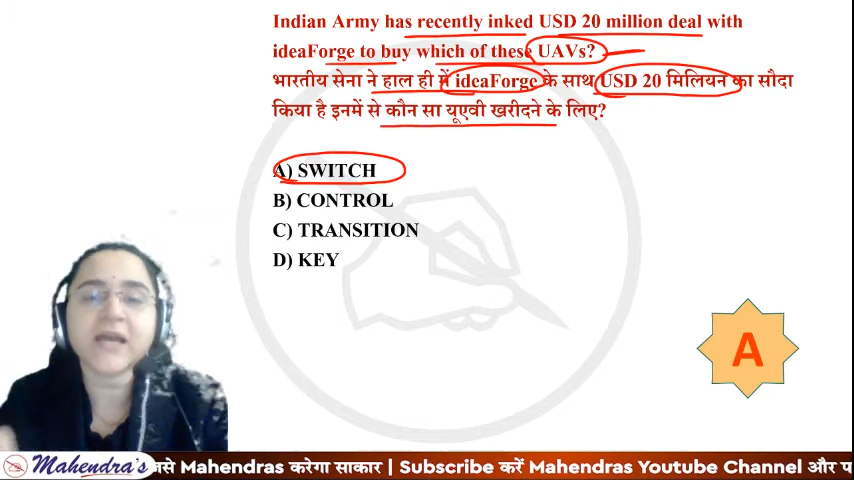 Indian Army has recently inked USD 20 million deal with
ideaForge to buy which of these UAVs?
भारतीय सेना ने हाल ही में ideaForge के साथ USD 20 मिलियन का सौदा
किया है इनमें से कौन सा यूएवी खरीदने के लिए?
A) SWITCH
B) CONTROL
C) TRANSITION
D) KEY
A
Mahendra's
जसे Mahendras करेगा साकार | Subscribe करें Mahendras Youtube Channel और प